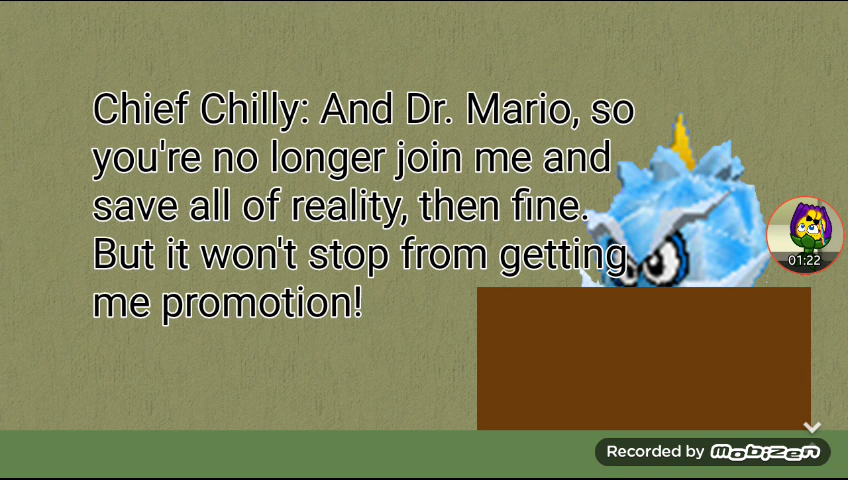 Chief Chilly: And Dr. Mario, so
you're no longer join me and
save all of reality, then fine.
But it won't stop from getting
me promotion!
01:22
Recorded by mobizen